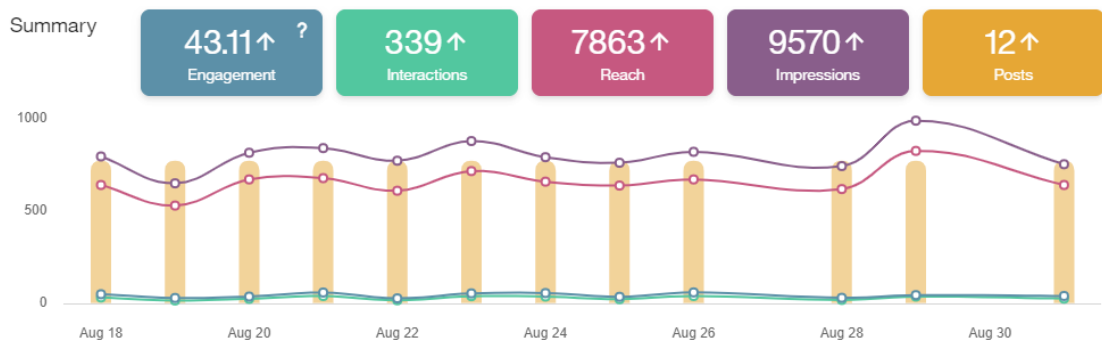 Summary
43.11↑ ?
Engagement
339↑
Interactions
7863↑
Reach
9570↑
Impressions
12↑
Posts
1000
500
0
Aug 18 Aug 20 Aug 22 Aug 24 Aug 26 Aug 28 Aug 30